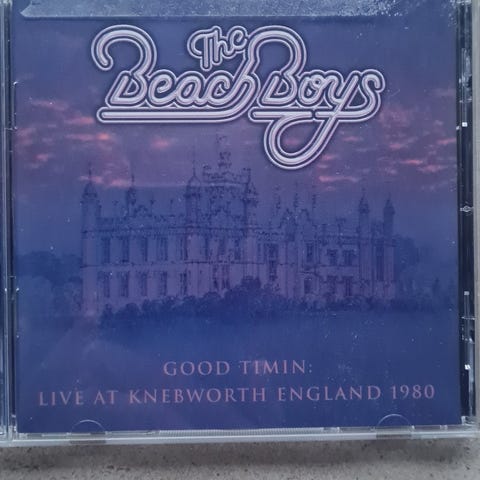 The
Beach Boys
GOOD TIMIN:
LIVE AT KNEBWORTH ENGLAND 1980